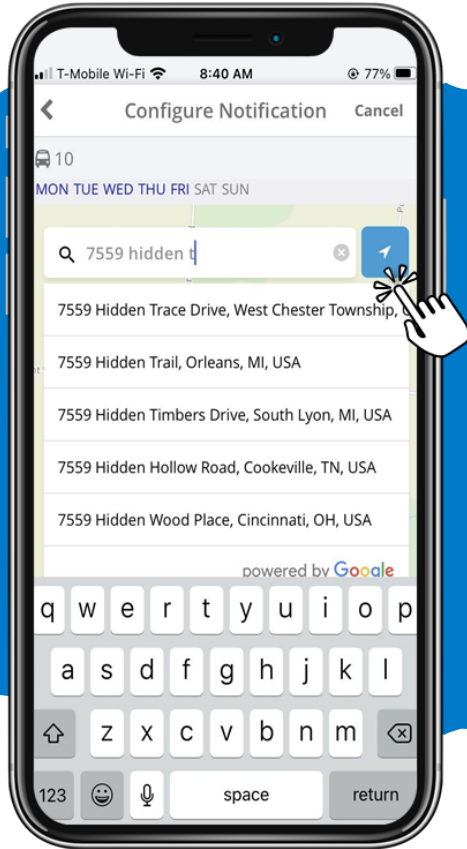 T-Mobile Wi-Fi 8:40 AM 77%
Configure Notification Cancel
10
MON TUE WED THU FRI SAT SUN
7559 hidden t
7559 Hidden Trace Drive, West Chester Township,
7559 Hidden Trail, Orleans, MI, USA
7559 Hidden Timbers Drive, South Lyon, MI, USA
7559 Hidden Hollow Road, Cookeville, TN, USA
7559 Hidden Wood Place, Cincinnati, OH, USA
powered by Google
q w e r t y u i o p
a s d f g h j k l
z x c v b n m
123 space return